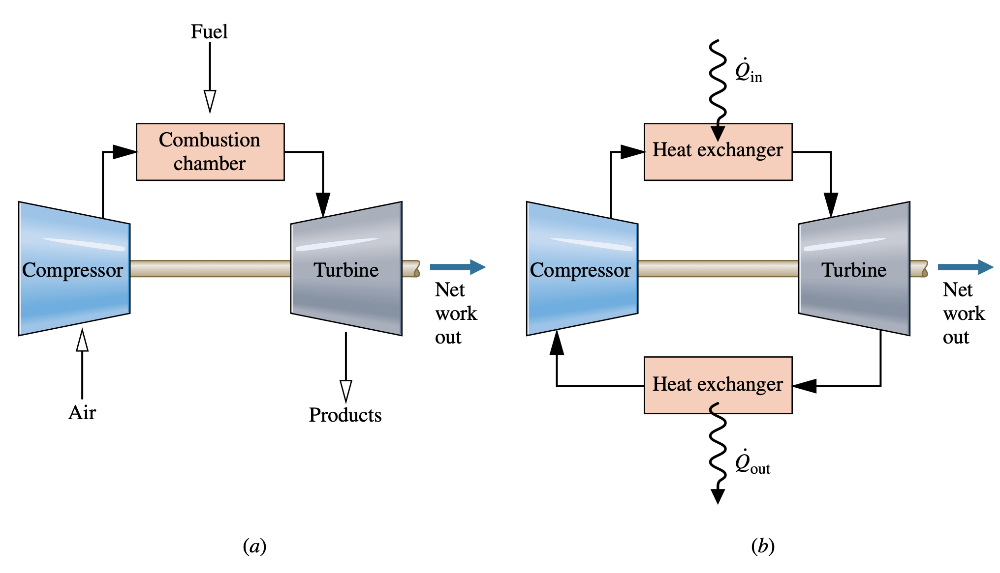 Fuel
Combustion
chamber
Compressor
Turbine
Net
work
out
Air
Products
(a)
Q̇in
Heat exchanger
Compressor
Turbine
Net
work
out
Heat exchanger
Q̇out
(b)